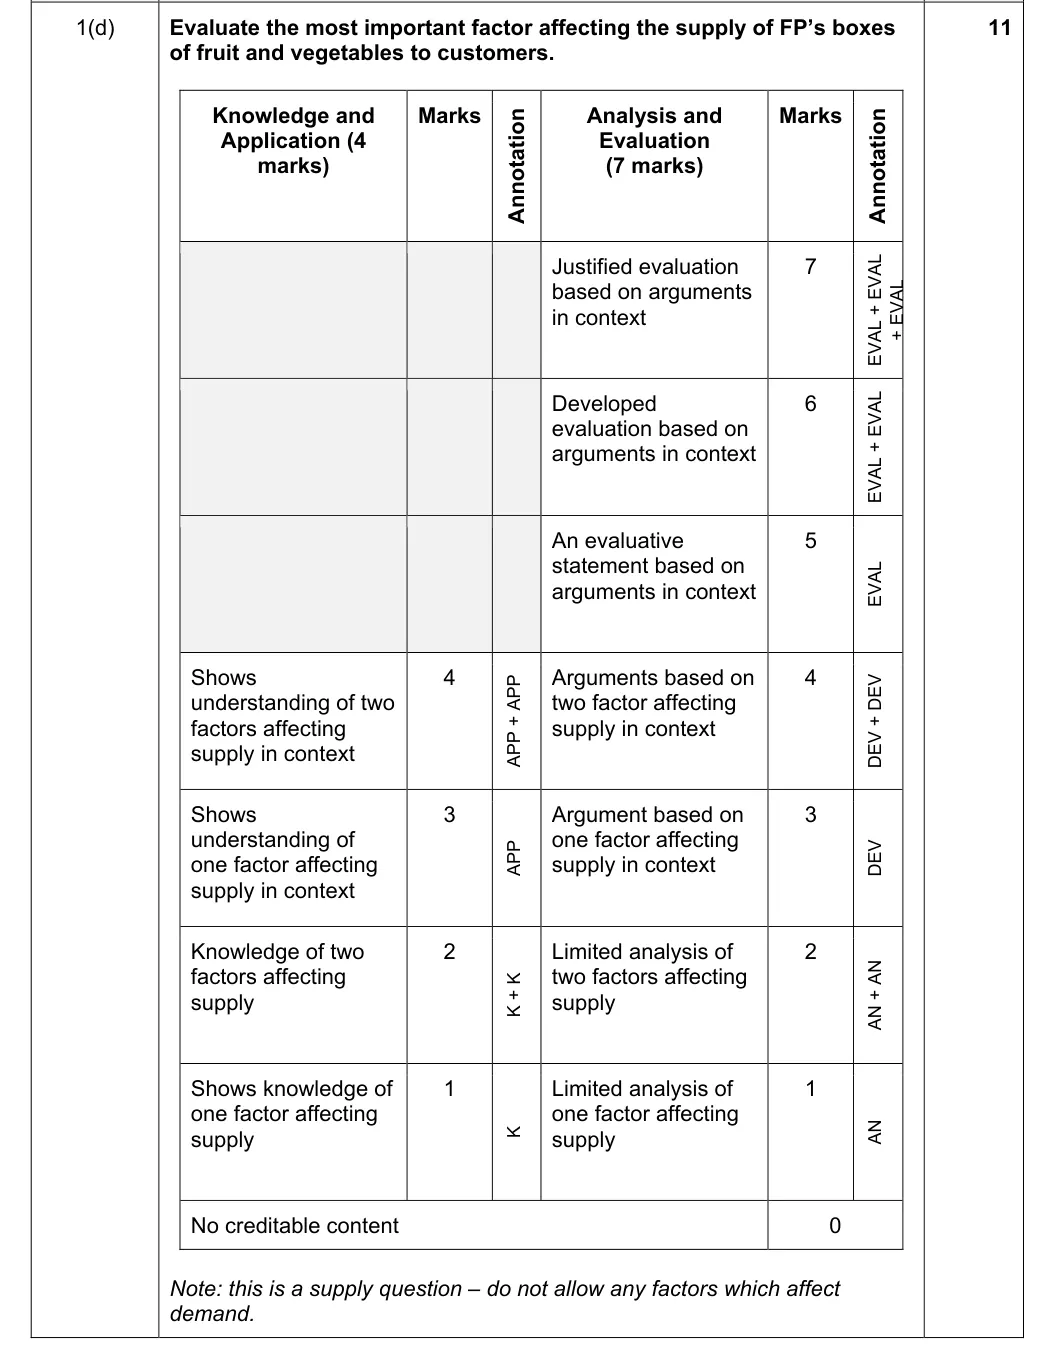 1(d)
Evaluate the most important factor affecting the supply of FP’s boxes
of fruit and vegetables to customers.
11
Knowledge and
Application (4
marks)
Marks
Annotation
Analysis and
Evaluation
(7 marks)
Marks
Annotation
Justified evaluation
based on arguments
in context
7
EVAL + EVAL
+ EVAL
Developed
evaluation based on
arguments in context
6
EVAL + EVAL
An evaluative
statement based on
arguments in context
5
EVAL
Shows
understanding of two
factors affecting
supply in context
4
APP + APP
Arguments based on
two factor affecting
supply in context
4
DEV + DEV
Shows
understanding of
one factor affecting
supply in context
3
APP
Argument based on
one factor affecting
supply in context
3
DEV
Knowledge of two
factors affecting
supply
2
K + K
Limited analysis of
two factors affecting
supply
2
AN + AN
Shows knowledge of
one factor affecting
supply
1
K
Limited analysis of
one factor affecting
supply
1
AN
No creditable content
0
Note: this is a supply question – do not allow any factors which affect
demand.